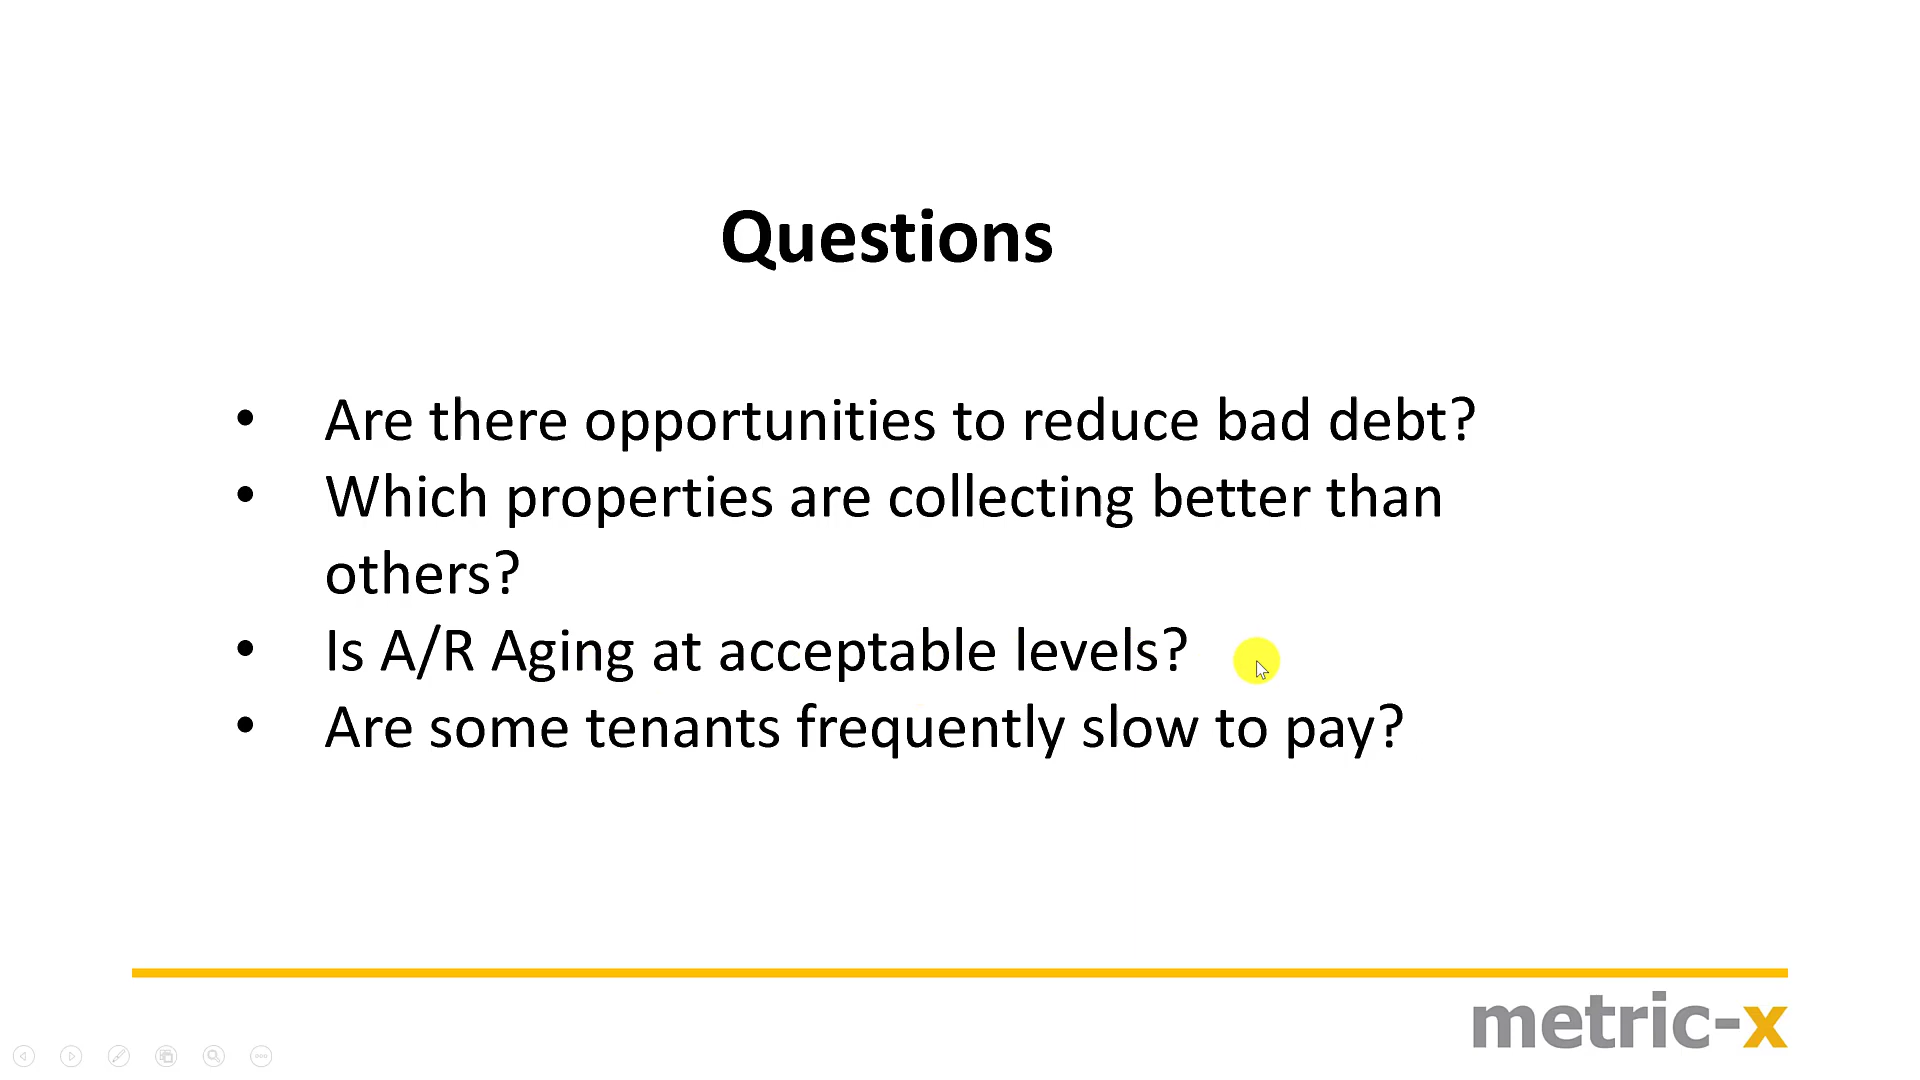 Questions
• Are there opportunities to reduce bad debt?
• Which properties are collecting better than
others?
• Is A/R Aging at acceptable levels?
• Are some tenants frequently slow to pay?
metric-x